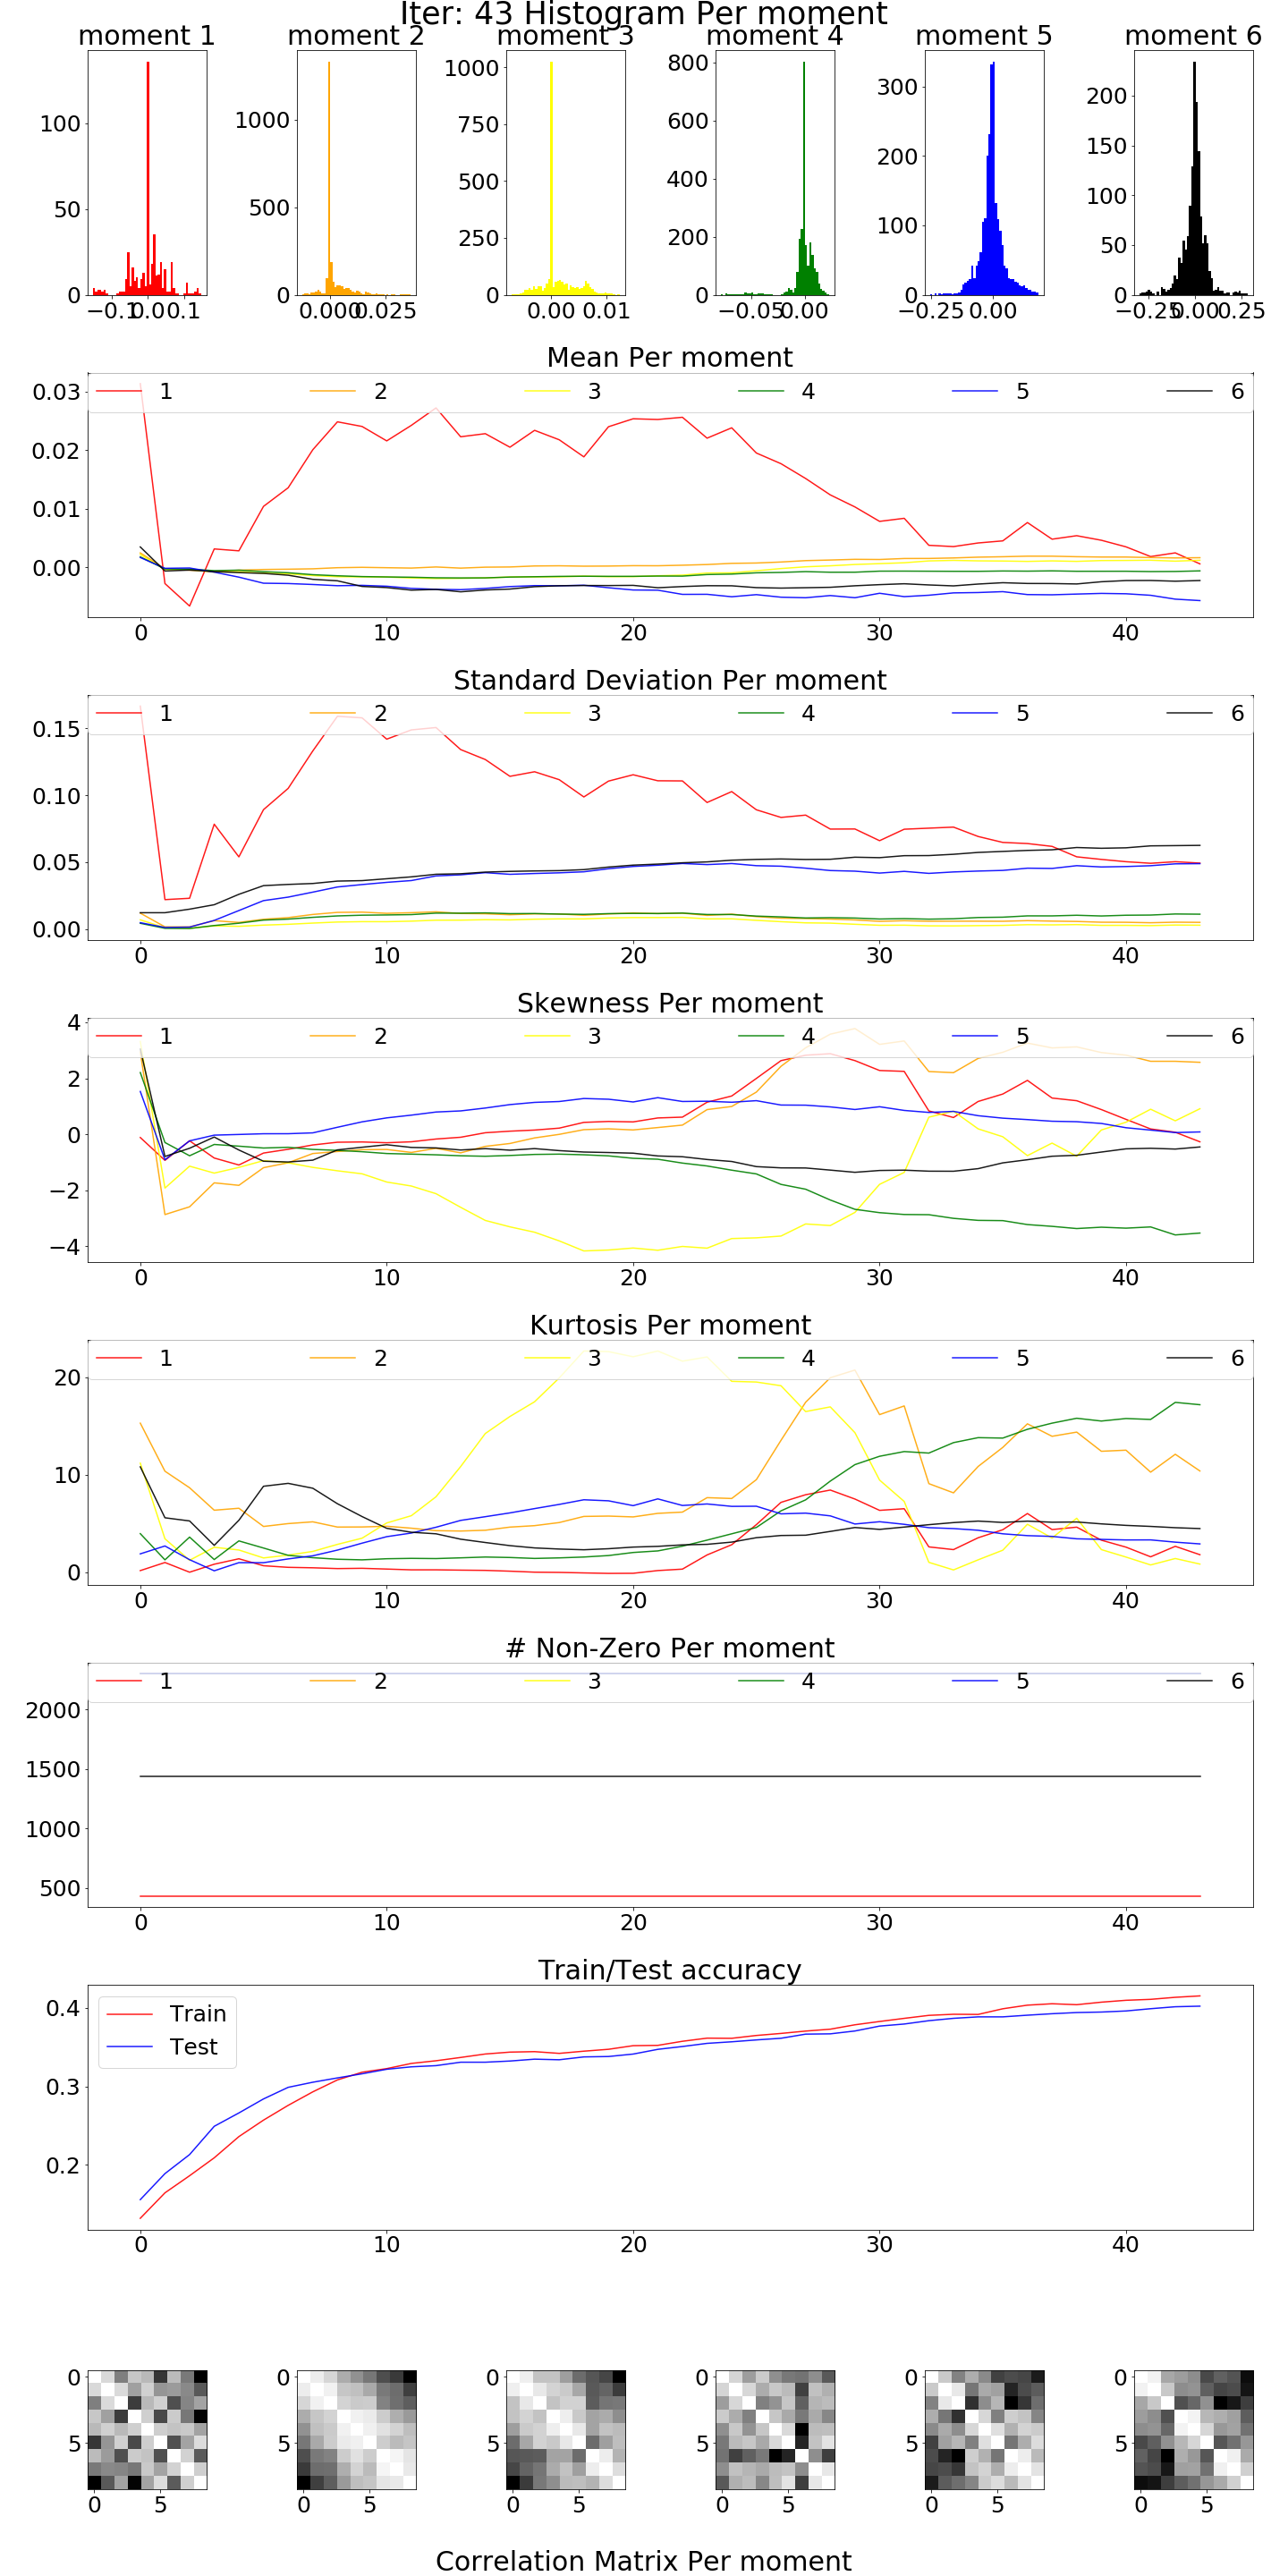 Iter: 43 Histogram Per moment
moment 1 moment 2 moment 3 moment 4 moment 5 moment 6
100
50
0
−0.1 0.00 0.1
1000
500
0
0.000 0.025
1000
750
500
250
0
0.00 0.01
800
600
400
200
0
−0.05 0.00
300
200
100
0
−0.25 0.00
200
150
100
50
0
−0.25 0.00 0.25
Mean Per moment
1 2 3 4 5 6
0.03
0.02
0.01
0.00
0 10 20 30 40
Standard Deviation Per moment
1 2 3 4 5 6
0.15
0.10
0.05
0.00
0 10 20 30 40
Skewness Per moment
1 2 3 4 5 6
4
2
0
−2
−4
0 10 20 30 40
Kurtosis Per moment
1 2 3 4 5 6
20
10
0
0 10 20 30 40
# Non-Zero Per moment
1 2 3 4 5 6
2000
1500
1000
500
0 10 20 30 40
Train/Test accuracy
Train
Test
0.4
0.3
0.2
0 10 20 30 40
0 0 0 0 0 0
5 5 5 5 5 5
0 5 0 5 0 5 0 5 0 5 0 5
Correlation Matrix Per moment